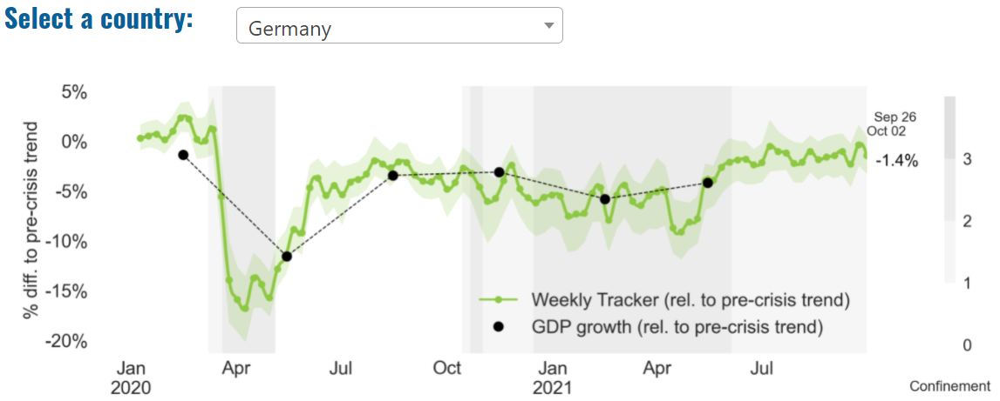 Select a country:
Germany
% diff. to pre-crisis trend
5%
0%
-5%
-10%
-15%
-20%
Sep 26
Oct 02
-1.4%
Weekly Tracker (rel. to pre-crisis trend)
GDP growth (rel. to pre-crisis trend)
Jan
2020
Apr
Jul
Oct
Jan
2021
Apr
Jul
3
2
1
0
Confinement